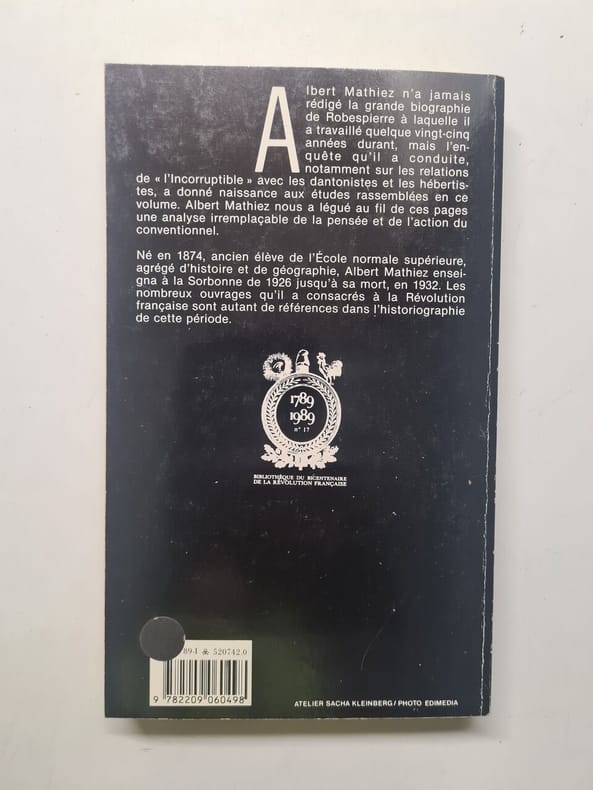 Albert Mathiez n'a jamais
rédigé la grande biographie
de Robespierre à laquelle il
a travaillé quelque vingt-cinq
années durant, mais l'en-
quête qu'il a conduite,
notamment sur les relations
de « l'Incorruptible » avec les dantonistes et les hébertis-
tes, a donné naissance aux études rassemblées en ce
volume. Albert Mathiez nous a légué au fil de ces pages
une analyse irremplaçable de la pensée et de l'action du
conventionnel.
Né en 1874, ancien élève de l'École normale supérieure,
agrégé d'histoire et de géographie, Albert Mathiez ensei-
gna à la Sorbonne de 1926 jusqu'à sa mort, en 1932. Les
nombreux ouvrages qu'il a consacrés à la Révolution
française sont autant de références dans l'historiographie
de cette période.
1789
1989
n° 17
BIBLIOTHÈQUE DU BICENTENAIRE
DE LA RÉVOLUTION FRANÇAISE
520742.0
9 782209 060498
ATELIER SACHA KLEINBERG / PHOTO EDIMEDIA